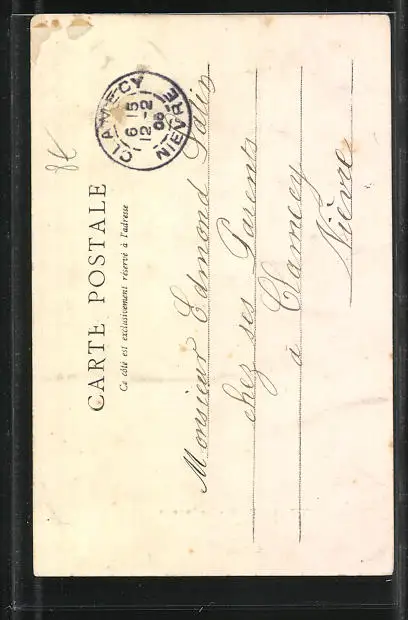 CARTE POSTALE
Ce côté est exclusivement réservé à l'adresse
CLAMECY
6 15
12 -2
06
NIEVRE
Monsieur Edmond
chez ses Parents
à Clamecy
Nièvre
8€